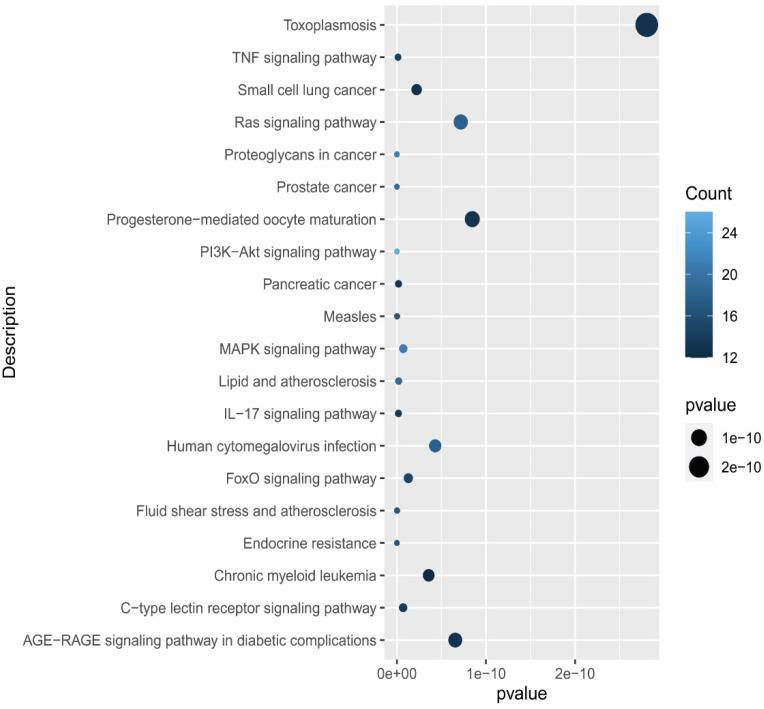 Description
Toxoplasmosis
TNF signaling pathway
Small cell lung cancer
Ras signaling pathway
Proteoglycans in cancer
Prostate cancer
Progesterone−mediated oocyte maturation
PI3K−Akt signaling pathway
Pancreatic cancer
Measles
MAPK signaling pathway
Lipid and atherosclerosis
IL−17 signaling pathway
Human cytomegalovirus infection
FoxO signaling pathway
Fluid shear stress and atherosclerosis
Endocrine resistance
Chronic myeloid leukemia
C−type lectin receptor signaling pathway
AGE−RAGE signaling pathway in diabetic complications
0e+00 1e−10 2e−10
pvalue
Count
24
20
16
12
pvalue
1e−10
2e−10